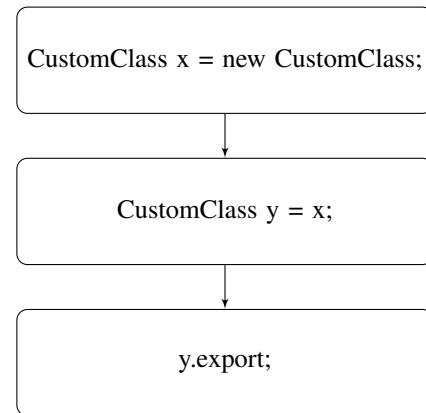 CustomClass x = new CustomClass;
CustomClass y = x;
y.export;